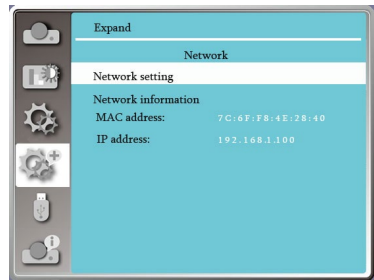 Expand
Network
Network setting
Network information
MAC address: 7C:6F:F8:4E:28:40
IP address: 192.168.1.100